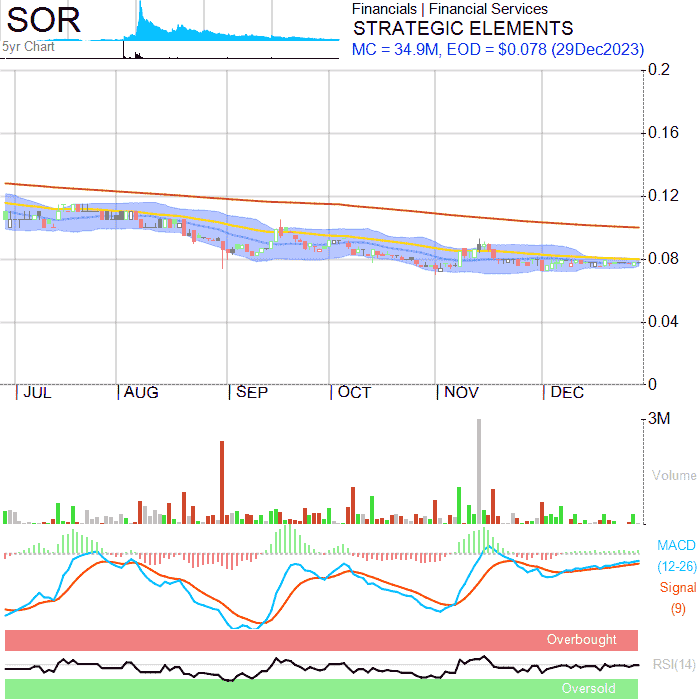 SOR
5yr Chart
Financials | Financial Services
STRATEGIC ELEMENTS
MC = 34.9M, EOD = $0.078 (29Dec2023)
0.2
0.16
0.12
0.08
0.04
0
JUL AUG SEP OCT NOV DEC
3M
Volume
MACD
(12-26)
Signal
(9)
Overbought
RSI(14)
Oversold